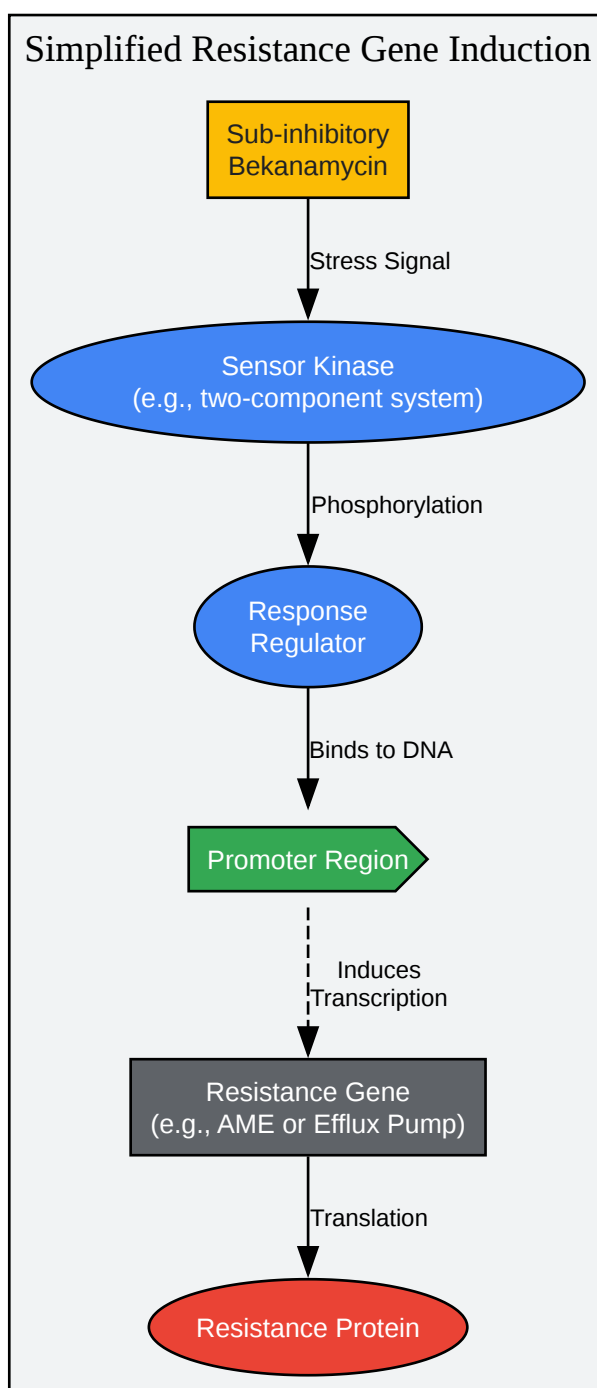 Simplified Resistance Gene Induction
Sub-inhibitory
Bekanamycin
Stress Signal
Sensor Kinase
(e.g., two-component system)
Phosphorylation
Response
Regulator
Binds to DNA
Promoter Region
Induces
Transcription
Resistance Gene
(e.g., AME or Efflux Pump)
Translation
Resistance Protein